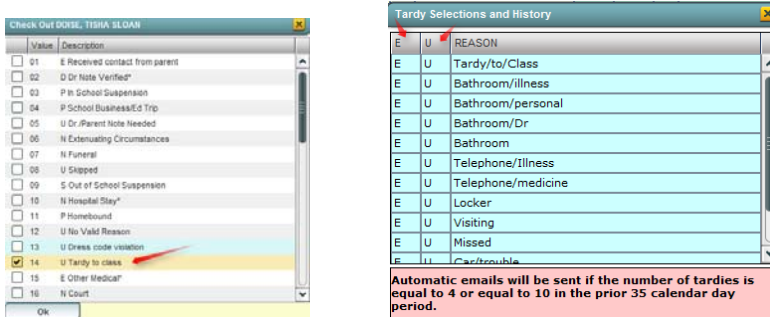 Check Out DOISE, TISHA SLOAN
Value Description
01 E Received contact from parent
02 D Dr Note Verified*
03 P In School Suspension
04 P School Business/Ed Trip
05 U Dr./Parent Note Needed
06 N Extenuating Circumstances
07 N Funeral
08 U Skipped
09 S Out of School Suspension
10 N Hospital Stay*
11 P Homebound
12 U No Valid Reason
13 U Dress code violation
14 U Tardy to class
15 E Other Medical*
16 N Court
Ok
Tardy Selections and History
E U REASON
E U Tardy/to/Class
E U Bathroom/illness
E U Bathroom/personal
E U Bathroom/Dr
E U Bathroom
E U Telephone/Illness
E U Telephone/medicine
E U Locker
E U Visiting
E U Missed
E U Car/trouble
Automatic emails will be sent if the number of tardies is
equal to 4 or equal to 10 in the prior 35 calendar day
period.